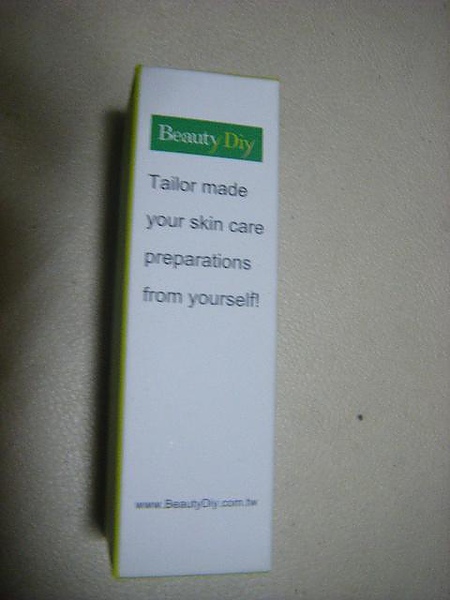 Beauty Diy
Tailor made
your skin care
preparations
from yourself!
www.BeautyDiy.com.tw